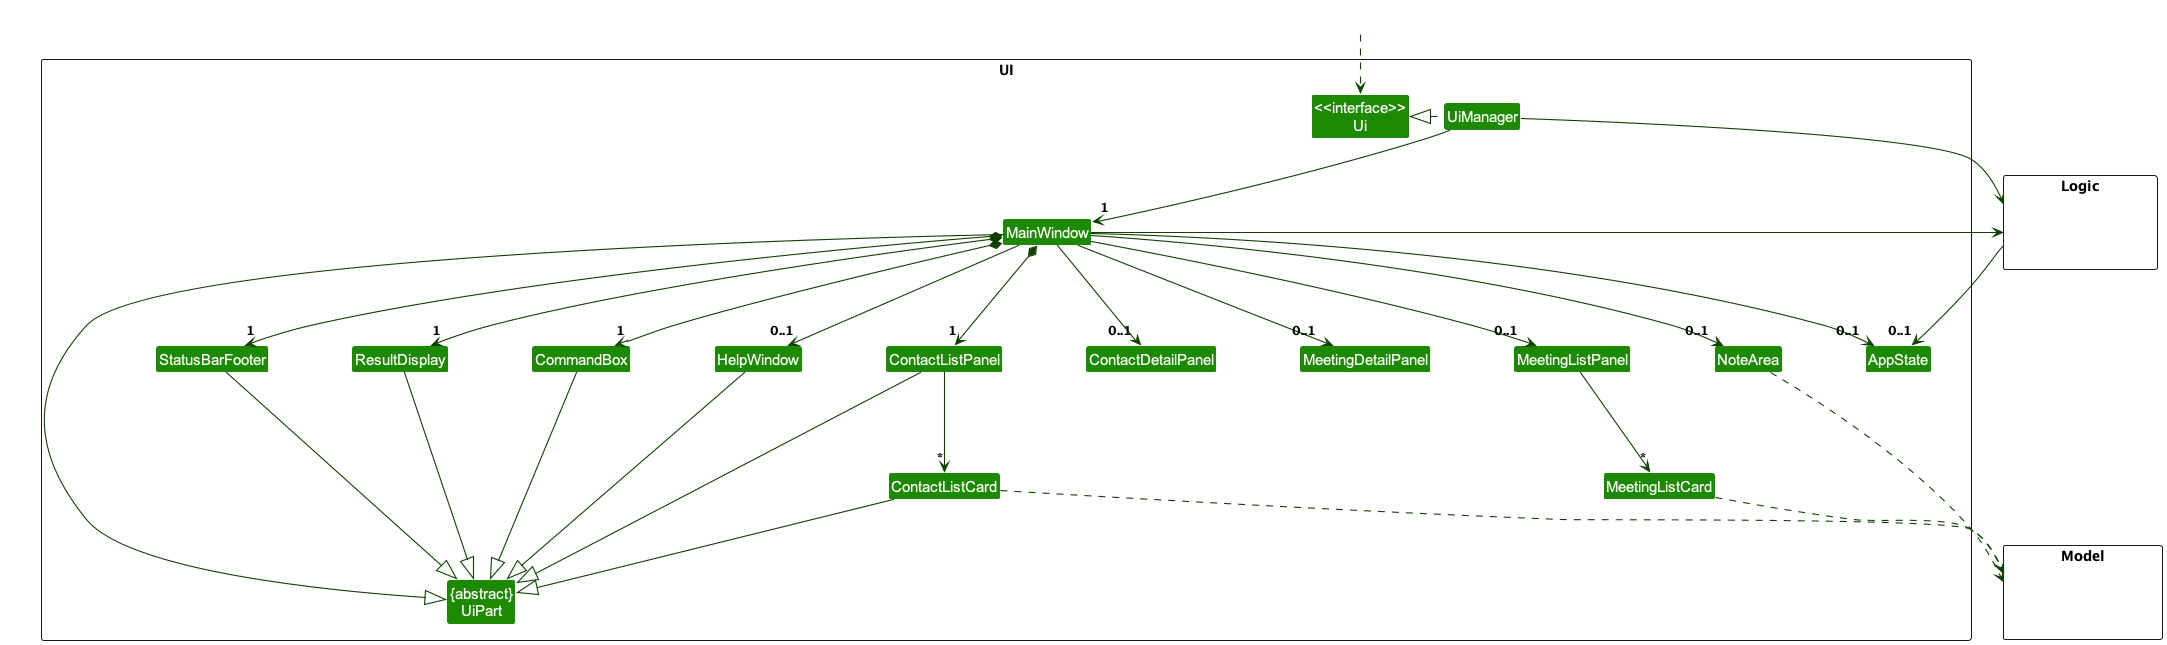 UI
<<interface>>
Ui
UiManager
Logic
1
MainWindow
1
1
1
0..1
1
0..1
0..1
0..1
0..1
0..1
0..1
StatusBarFooter
ResultDisplay
CommandBox
HelpWindow
ContactListPanel
ContactDetailPanel
MeetingDetailPanel
MeetingListPanel
NoteArea
AppState
*
*
ContactListCard
MeetingListCard
Model
{abstract}
UiPart